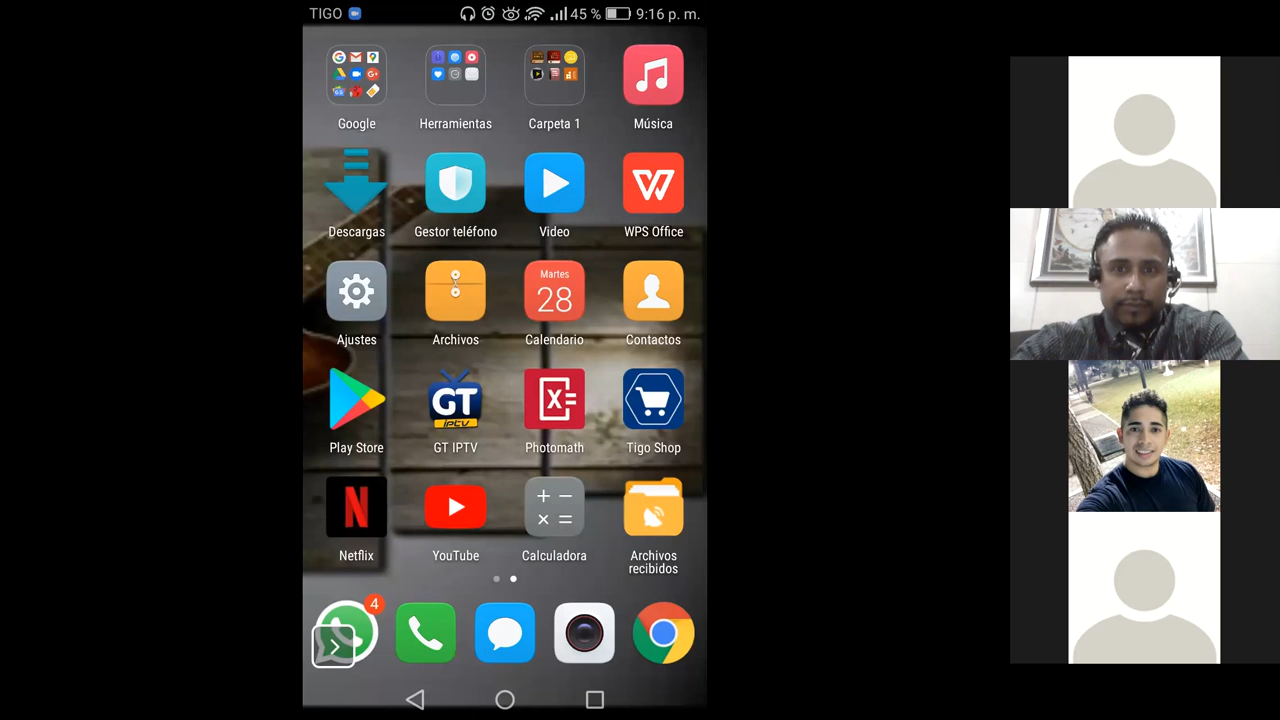 TIGO 45 % 9:16 p. m.
Google Herramientas Carpeta 1 Música
Descargas Gestor teléfono Video WPS Office
Martes
28
Ajustes Archivos Calendario Contactos
GT
iptv
Play Store GT IPTV Photomath Tigo Shop
Netflix YouTube Calculadora Archivos
recibidos
4